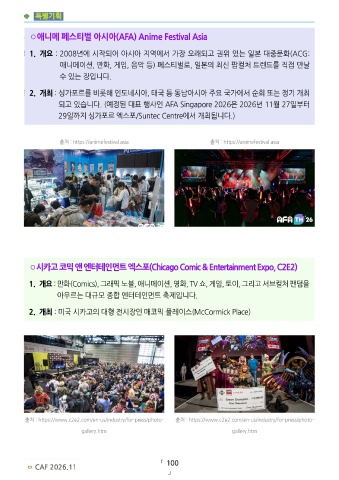 특별기획
○애니메 페스티벌 아시아(AFA) Anime Festival Asia
1. 개요 : 2008년에 시작되어 아시아 지역에서 가장 오래되고 권위 있는 일본 대중문화(ACG:
애니메이션, 만화, 게임, 음악 등) 페스티벌로, 일본의 최신 팝컬처 트렌드를 직접 만날
수 있는 장입니다.
2. 개최 : 싱가포르를 비롯해 인도네시아, 태국 등 동남아시아 주요 국가에서 순회 또는 정기 개최
되고 있습니다. (예정된 대표 행사인 AFA Singapore 2026은 2026년 11월 27일부터
29일까지 싱가포르 엑스포/Suntec Centre에서 개최됩니다.)
출처 : https://animefestival.asia
출처 : https://animefestival.asia
AFA TH 26
○시카고 코믹 앤 엔터테인먼트 엑스포(Chicago Comic & Entertainment Expo, C2E2)
1. 개요 : 만화(Comics), 그래픽 노블, 애니메이션, 영화, TV 쇼, 게임, 토이, 그리고 서브컬처 팬덤을
아우르는 대규모 종합 엔터테인먼트 축제입니다.
2. 개최 : 미국 시카고의 대형 전시장인 매코믹 플레이스(McCormick Place)
출처 : https://www.c2e2.com/en-us/industry/for-press/photo-
gallery.htm
출처 : https://www.c2e2.com/en-us/industry/for-press/photo-
gallery.htm
CAF 2026.11
「 100
」